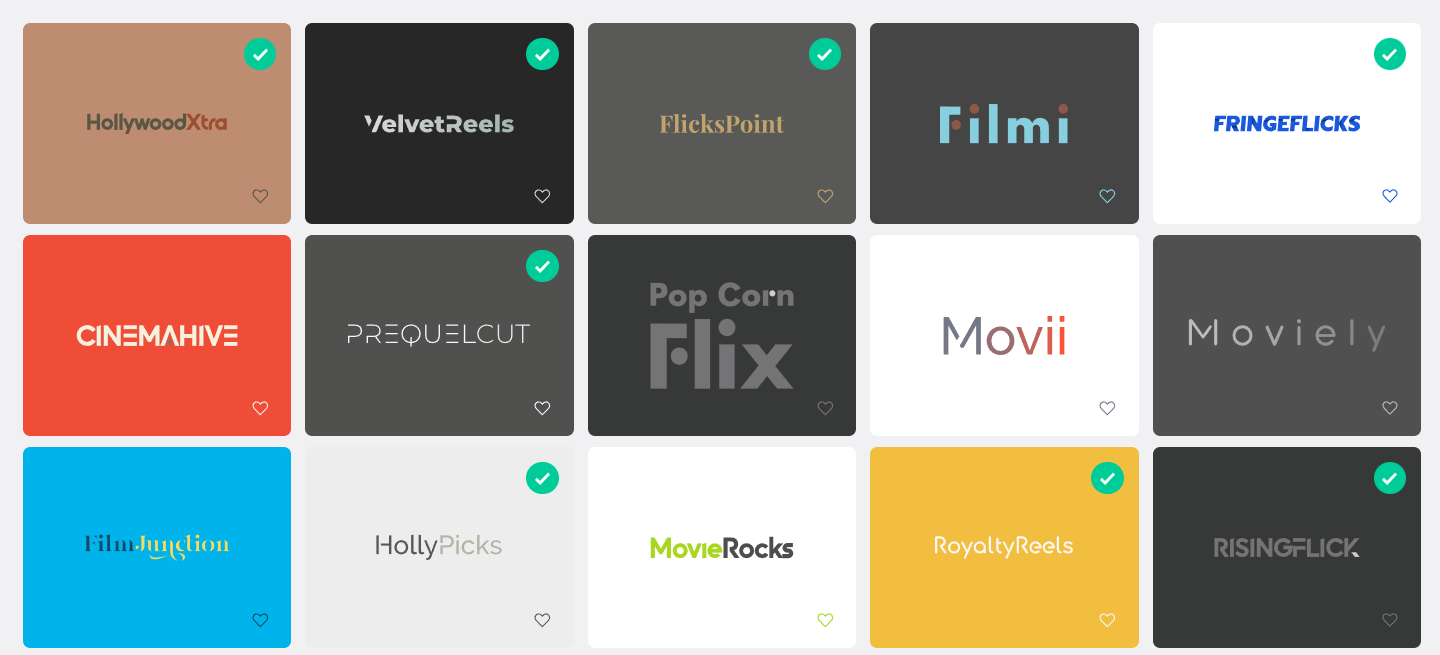 HollywoodXtra
VelvetReels
FlicksPoint
Filmi
FRINGEFLICKS
CINEMAHIVE
PREQUELCUT
Pop Corn
Flix
Movii
Moviely
FilmJunction
HollyPicks
MovieRocks
RoyaltyReels
RISINGFLICK